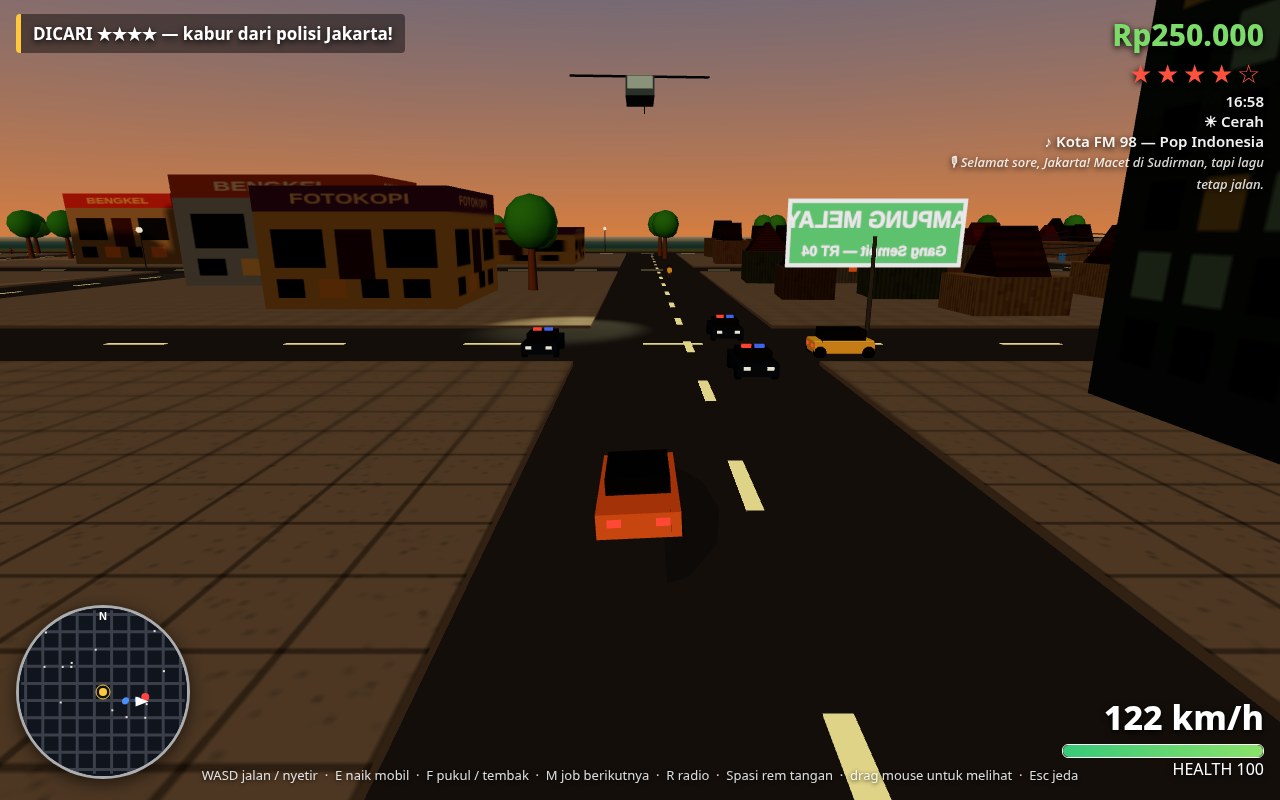 DICARI ★★★★ — kabur dari polisi Jakarta!
Rp250.000
★★★★☆
16:58
☀ Cerah
♪ Kota FM 98 — Pop Indonesia
🎙 Selamat sore, Jakarta! Macet di Sudirman, tapi lagu
tetap jalan.
BENGKEL
BENGKEL
FOTOKOPI
FOTOKOPI
AMPUNG MELAY
Gang Sempit — RT 04
N
122 km/h
HEALTH 100
WASD jalan / nyetir · E naik mobil · F pukul / tembak · M job berikutnya · R radio · Spasi rem tangan · drag mouse untuk melihat · Esc jeda